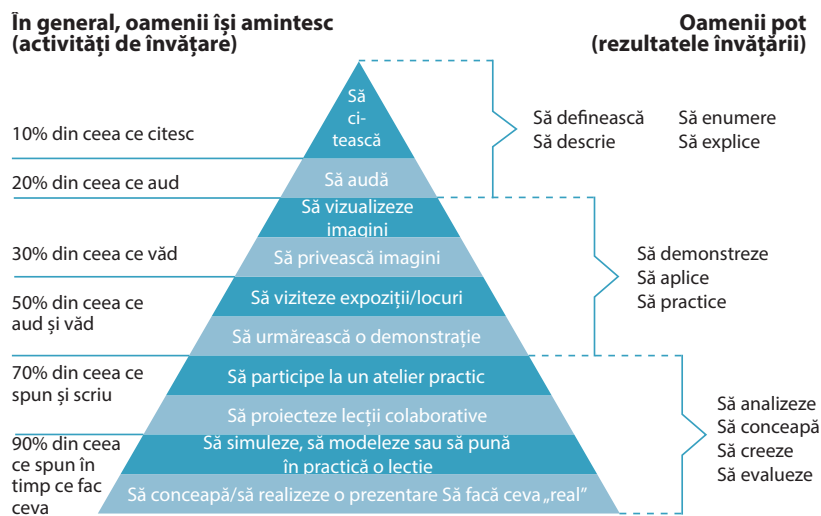 În general, oamenii își amintesc
(activități de învățare)
Oamenii pot
(rezultatele învățării)
10% din ceea ce citesc
20% din ceea ce aud
30% din ceea ce văd
50% din ceea ce
aud și văd
70% din ceea ce
spun și scriu
90% din ceea
ce spun în
timp ce fac
ceva
Să
ci-
tească
Să audă
Să vizualizeze
imagini
Să privească imagini
Să viziteze expoziții/locuri
Să urmărească o demonstrație
Să participe la un atelier practic
Să proiecteze lecții colaborative
Să simuleze, să modeleze sau să pună
în practică o lecție
Să conceapă/să realizeze o prezentare Să facă ceva „real”
Să definească Să enumere
Să descrie Să explice
Să demonstreze
Să aplice
Să practice
Să analizeze
Să conceapă
Să creeze
Să evalueze